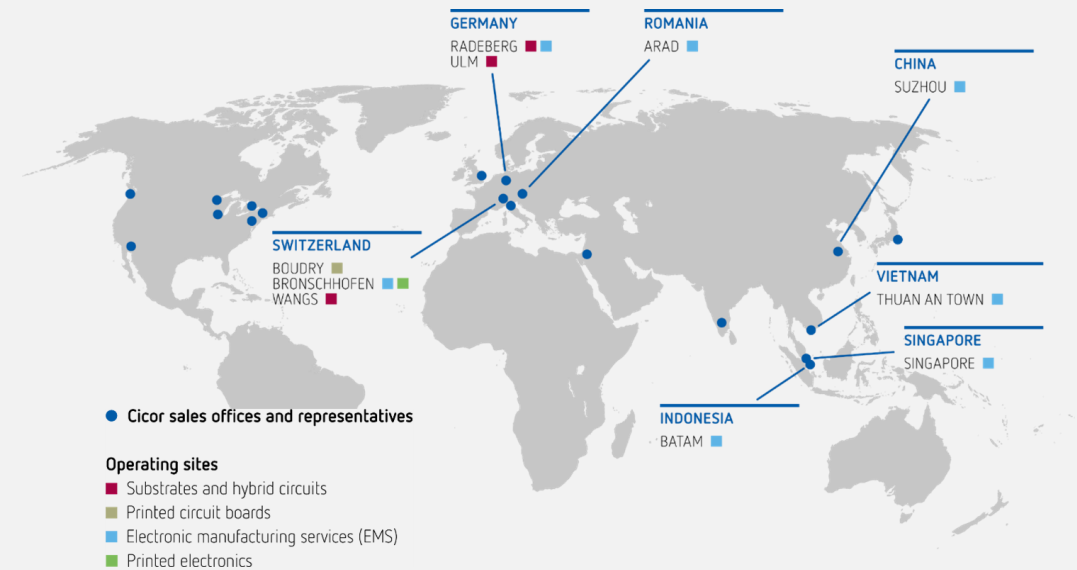 GERMANY
RADEBERG
ULM
ROMANIA
ARAD
CHINA
SUZHOU
SWITZERLAND
BOUDRY
BRONSCHHOFEN
WANGS
VIETNAM
THUAN AN TOWN
SINGAPORE
SINGAPORE
INDONESIA
BATAM
Cicor sales offices and representatives
Operating sites
Substrates and hybrid circuits
Printed circuit boards
Electronic manufacturing services (EMS)
Printed electronics